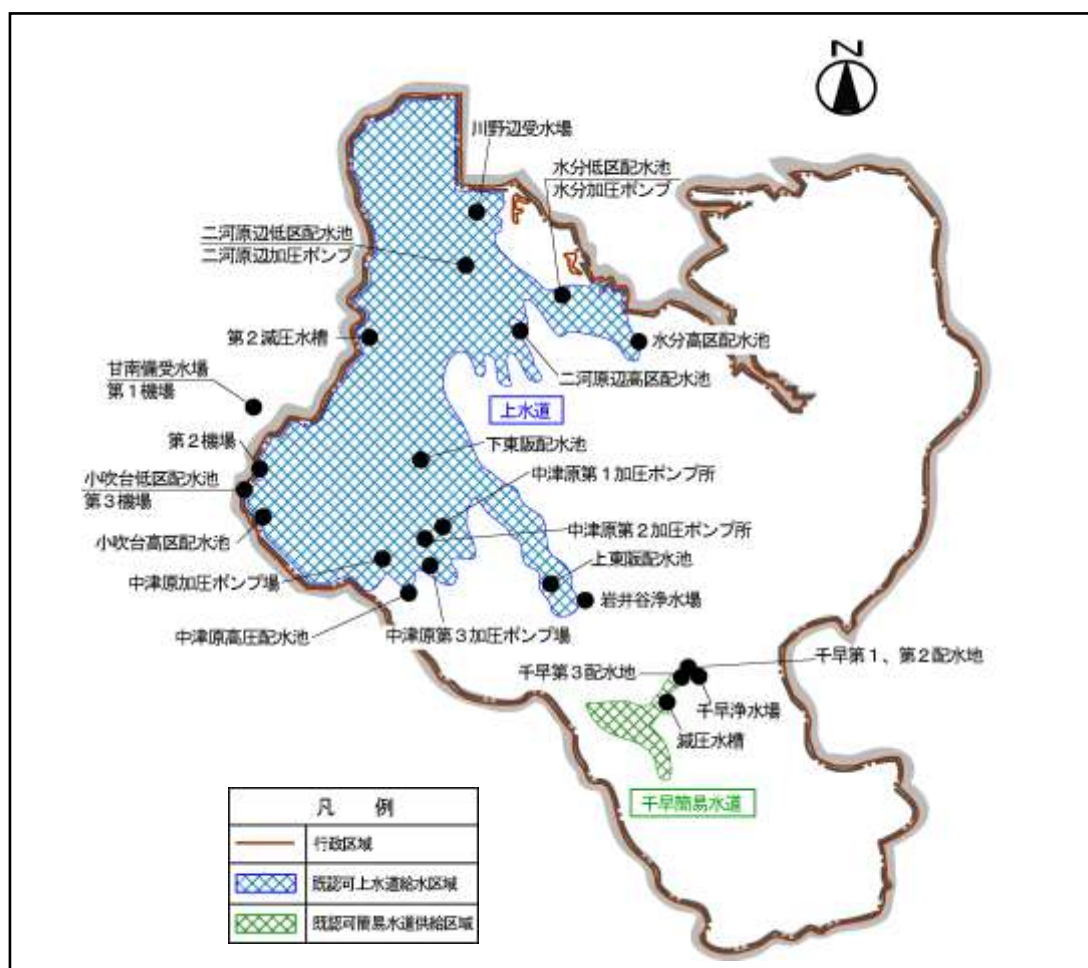 N
川野辺受水場
水分低区配水池
水分加圧ポンプ
二河原辺低区配水池
二河原辺加圧ポンプ
第2減圧水槽
水分高区配水池
甘南備受水場
第1機場
二河原辺高区配水池
上水道
第2機場
下東阪配水池
小吹台低区配水池
第3機場
中津原第1加圧ポンプ所
小吹台高区配水池
中津原第2加圧ポンプ所
中津原加圧ポンプ場
上東阪配水池
岩井谷浄水場
中津原高圧配水池
中津原第3加圧ポンプ場
千早第1、第2配水地
千早第3配水地
千早浄水場
減圧水槽
千早簡易水道
凡 例
行政区域
既認可上水道給水区域
既認可簡易水道供給区域